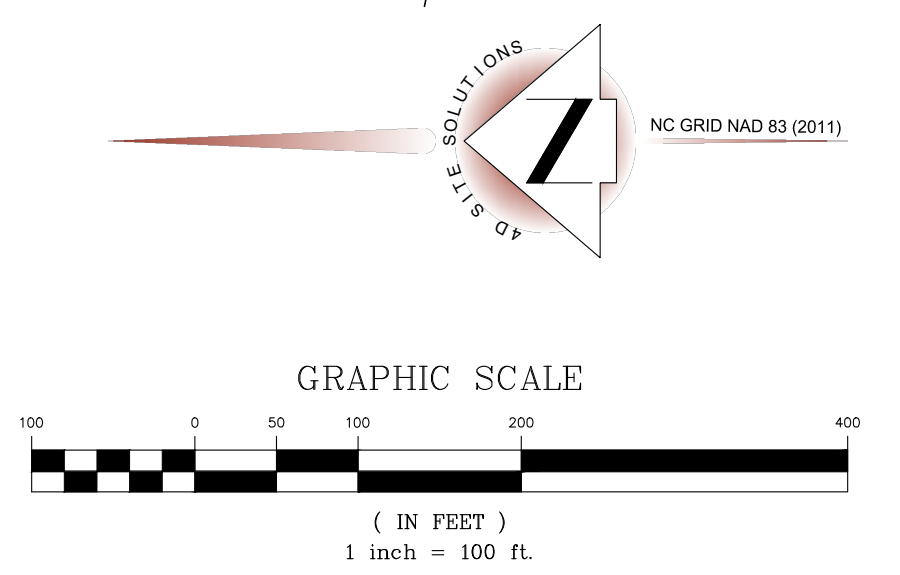 4D SITE SOLUTIONS
N
NC GRID NAD 83 (2011)
GRAPHIC SCALE
100 0 50 100 200 400
( IN FEET )
1 inch = 100 ft.